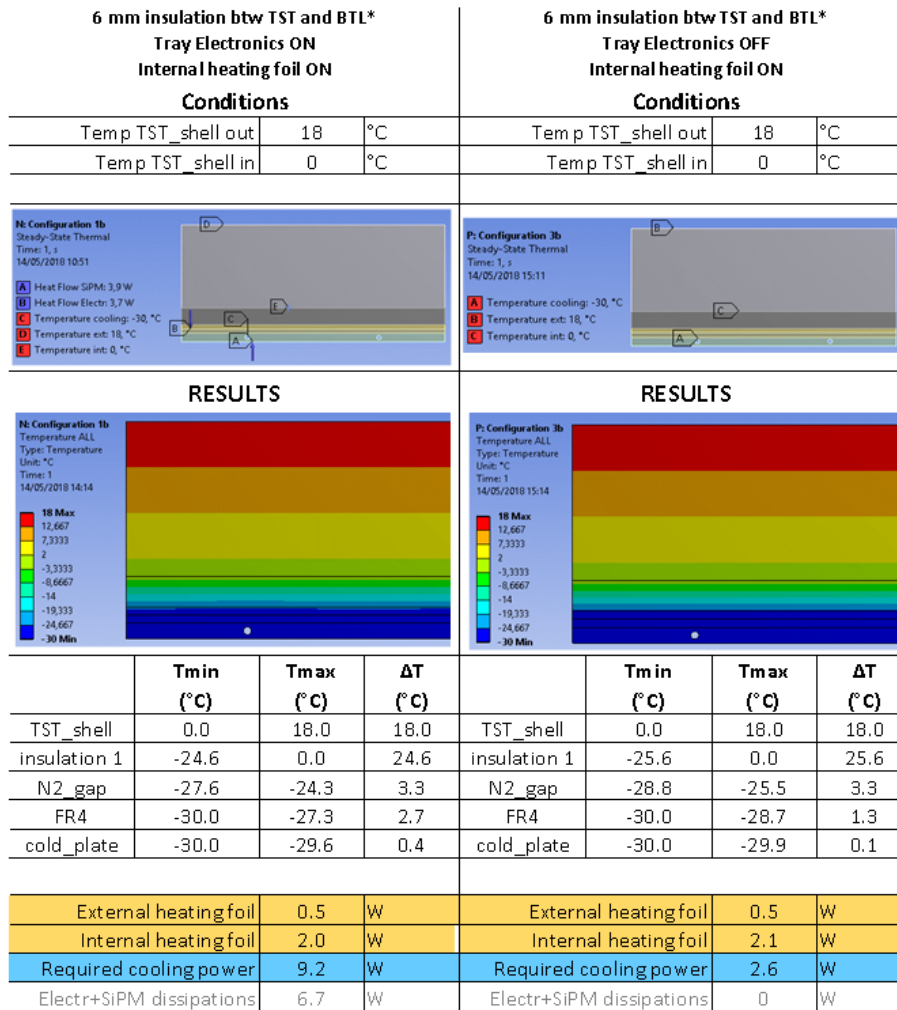 6 mm insulation btw TST and BTL*
Tray Electronics ON
Internal heating foil ON
Conditions
Temp TST_shell out 18 °C
Temp TST_shell in 0 °C
N: Configuration 1b
Steady-State Thermal
Time: 1, s
14/05/2018 10:51
A Heat Flow SiPM: 3,9 W
B Heat Flow Electr: 3,7 W
C Temperature cooling: -30, °C
D Temperature ext: 18, °C
E Temperature int: 0, °C
D
E
C
B
A
RESULTS
N: Configuration 1b
Temperature ALL
Type: Temperature
Unit: °C
Time: 1
14/05/2018 14:14
18 Max
12,667
7,3333
2
-3,3333
-8,6667
-14
-19,333
-24,667
-30 Min
Tmin Tmax ΔT
(°C) (°C) (°C)
TST_shell 0.0 18.0 18.0
insulation 1 -24.6 0.0 24.6
N2_gap -27.6 -24.3 3.3
FR4 -30.0 -27.3 2.7
cold_plate -30.0 -29.6 0.4
External heating foil 0.5 W
Internal heating foil 2.0 W
Required cooling power 9.2 W
Electr+SiPM dissipations 6.7 W
6 mm insulation btw TST and BTL*
Tray Electronics OFF
Internal heating foil ON
Conditions
Temp TST_shell out 18 °C
Temp TST_shell in 0 °C
P: Configuration 3b
Steady-State Thermal
Time: 1, s
14/05/2018 15:11
A Temperature cooling: -30, °C
B Temperature ext: 18, °C
C Temperature int: 0, °C
B
C
A
RESULTS
P: Configuration 3b
Temperature ALL
Type: Temperature
Unit: °C
Time: 1
14/05/2018 15:14
18 Max
12,667
7,3333
2
-3,3333
-8,6667
-14
-19,333
-24,667
-30 Min
Tmin Tmax ΔT
(°C) (°C) (°C)
TST_shell 0.0 18.0 18.0
insulation 1 -25.6 0.0 25.6
N2_gap -28.8 -25.5 3.3
FR4 -30.0 -28.7 1.3
cold_plate -30.0 -29.9 0.1
External heating foil 0.5 W
Internal heating foil 2.1 W
Required cooling power 2.6 W
Electr+SiPM dissipations 0 W